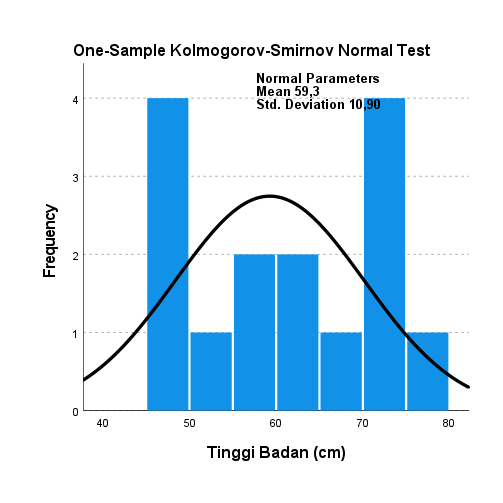 One-Sample Kolmogorov-Smirnov Normal Test
Normal Parameters
Mean 59,3
Std. Deviation 10,90
4
3
2
1
0
Frequency
40 50 60 70 80
Tinggi Badan (cm)